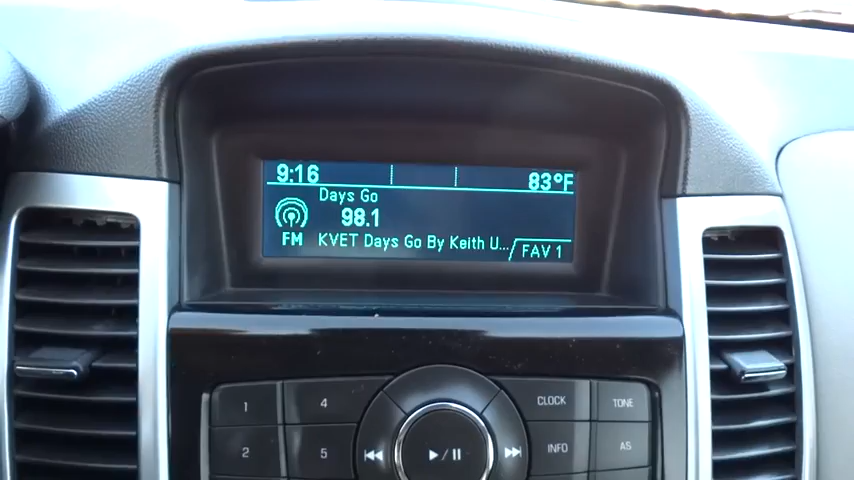 9:16 83°F
Days Go
98.1
FM KVET Days Go By Keith U... FAV 1
1 4 CLOCK TONE
2 5 INFO AS